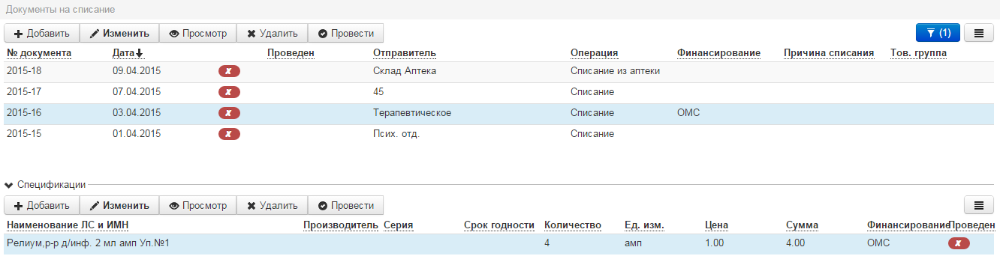 Документы на списание
Добавить Изменить Просмотр Удалить Провести (1)
№ документа Дата Проведен Отправитель Операция Финансирование Причина списания Тов. группа
2015-18 09.04.2015 Склад Аптека Списание из аптеки
2015-17 07.04.2015 45 Списание
2015-16 03.04.2015 Терапевтическое Списание ОМС
2015-15 01.04.2015 Псих. отд. Списание
Спецификации
Добавить Изменить Просмотр Удалить Провести
Наименование ЛС и ИМН Производитель Серия Срок годности Количество Ед. изм. Цена Сумма Финансирование Проведен
Релиум,р-р д/инф. 2 мл амп Уп.№1 4 амп 1.00 4.00 ОМС